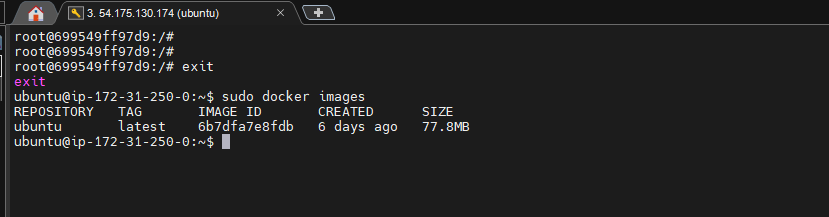 3. 54.175.130.174 (ubuntu)
root@699549ff97d9:/#
root@699549ff97d9:/#
root@699549ff97d9:/# exit
exit
ubuntu@ip-172-31-250-0:~$ sudo docker images
REPOSITORY   TAG       IMAGE ID       CREATED      SIZE
ubuntu       latest    6b7dfa7e8fdb   6 days ago   77.8MB
ubuntu@ip-172-31-250-0:~$